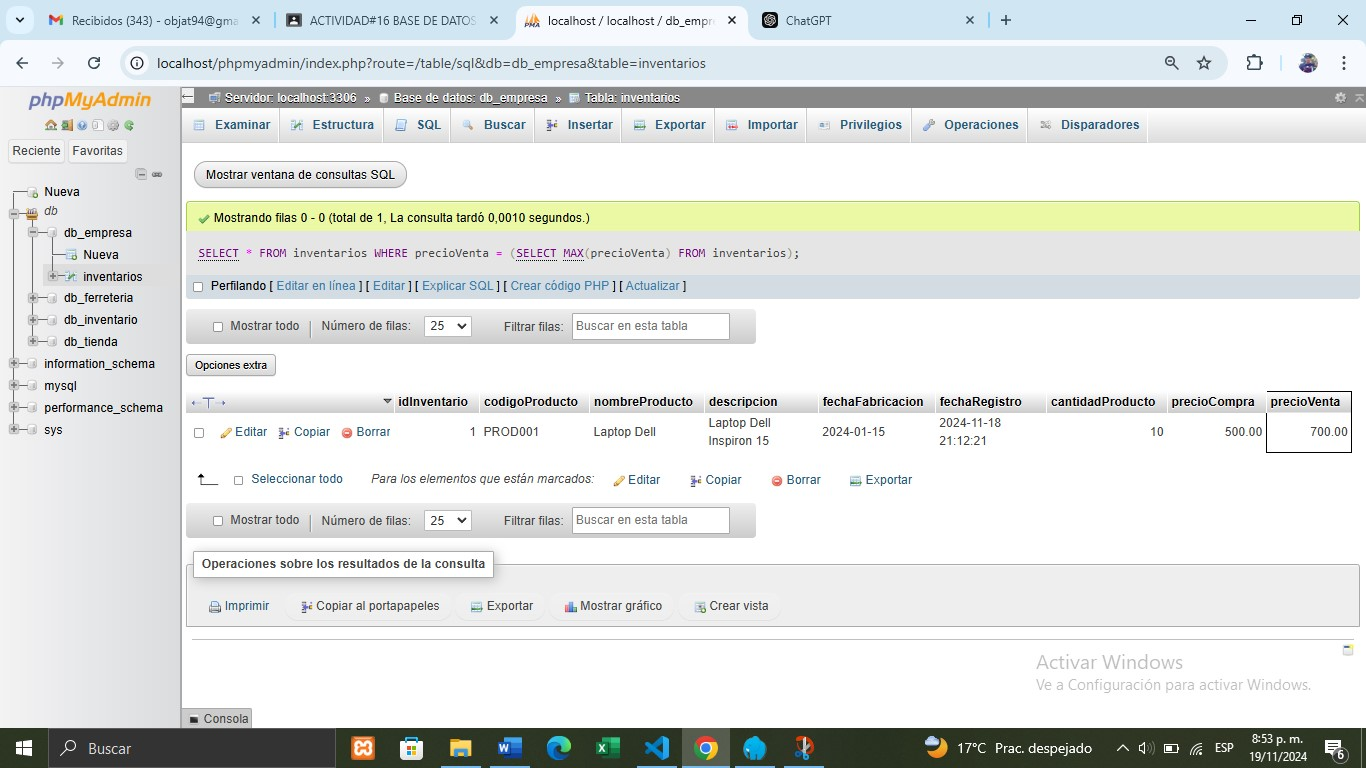 Recibidos (343) - objat94@gma
ACTIVIDAD#16 BASE DE DATOS
localhost / localhost / db_empre
ChatGPT
localhost/phpmyadmin/index.php?route=/table/sql&db=db_empresa&table=inventarios
phpMyAdmin
Reciente Favoritas
Nueva
db
db_empresa
Nueva
inventarios
db_ferreteria
db_inventario
db_tienda
information_schema
mysql
performance_schema
sys
Servidor: localhost:3306 » Base de datos: db_empresa » Tabla: inventarios
Examinar Estructura SQL Buscar Insertar Exportar Importar Privilegios Operaciones Disparadores
Mostrar ventana de consultas SQL
Mostrando filas 0 - 0 (total de 1, La consulta tardó 0,0010 segundos.)
SELECT * FROM inventarios WHERE precioVenta = (SELECT MAX(precioVenta) FROM inventarios);
Perfilando [ Editar en línea ] [ Editar ] [ Explicar SQL ] [ Crear código PHP ] [ Actualizar ]
Mostrar todo Número de filas: 25 Filtrar filas: Buscar en esta tabla
Opciones extra
idInventario codigoProducto nombreProducto descripcion fechaFabricacion fechaRegistro cantidadProducto precioCompra precioVenta
Editar Copiar Borrar 1 PROD001 Laptop Dell Laptop Dell Inspiron 15 2024-01-15 2024-11-18 21:12:21 10 500.00 700.00
Seleccionar todo Para los elementos que están marcados: Editar Copiar Borrar Exportar
Mostrar todo Número de filas: 25 Filtrar filas: Buscar en esta tabla
Operaciones sobre los resultados de la consulta
Imprimir Copiar al portapapeles Exportar Mostrar gráfico Crear vista
Activar Windows
Ve a Configuración para activar Windows.
Consola
Buscar
17°C Prac. despejado
ESP
8:53 p. m.
19/11/2024
6